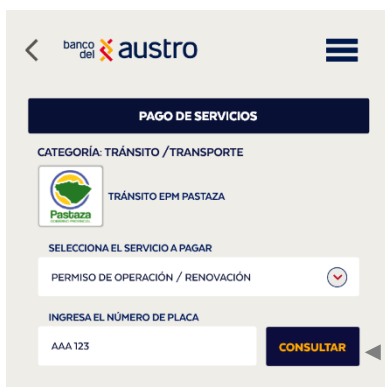 banco del austro
PAGO DE SERVICIOS
CATEGORÍA: TRÁNSITO /TRANSPORTE
Pastaza
TRÁNSITO EPM PASTAZA
SELECCIONA EL SERVICIO A PAGAR
PERMISO DE OPERACIÓN / RENOVACIÓN
INGRESA EL NÚMERO DE PLACA
AAA 123
CONSULTAR